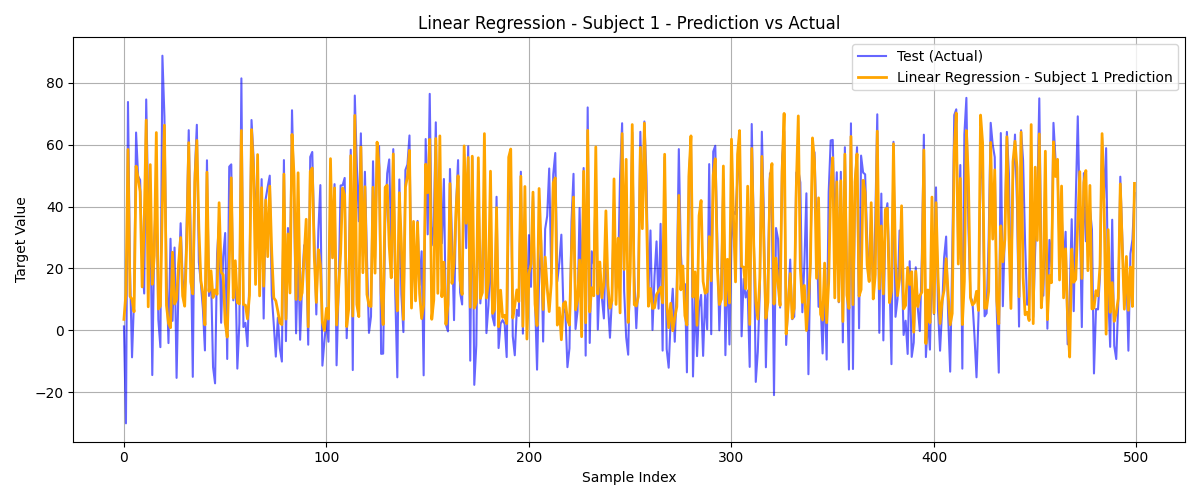 Linear Regression - Subject 1 - Prediction vs Actual
Test (Actual)
Linear Regression - Subject 1 Prediction
Target Value
80
60
40
20
0
−20
0
100
200
300
400
500
Sample Index